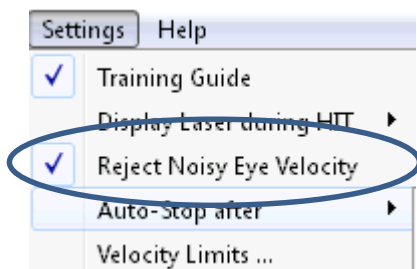 Settings Help
Training Guide
Display Laser during HIT
Reject Noisy Eye Velocity
Auto-Stop after
Velocity Limits ...